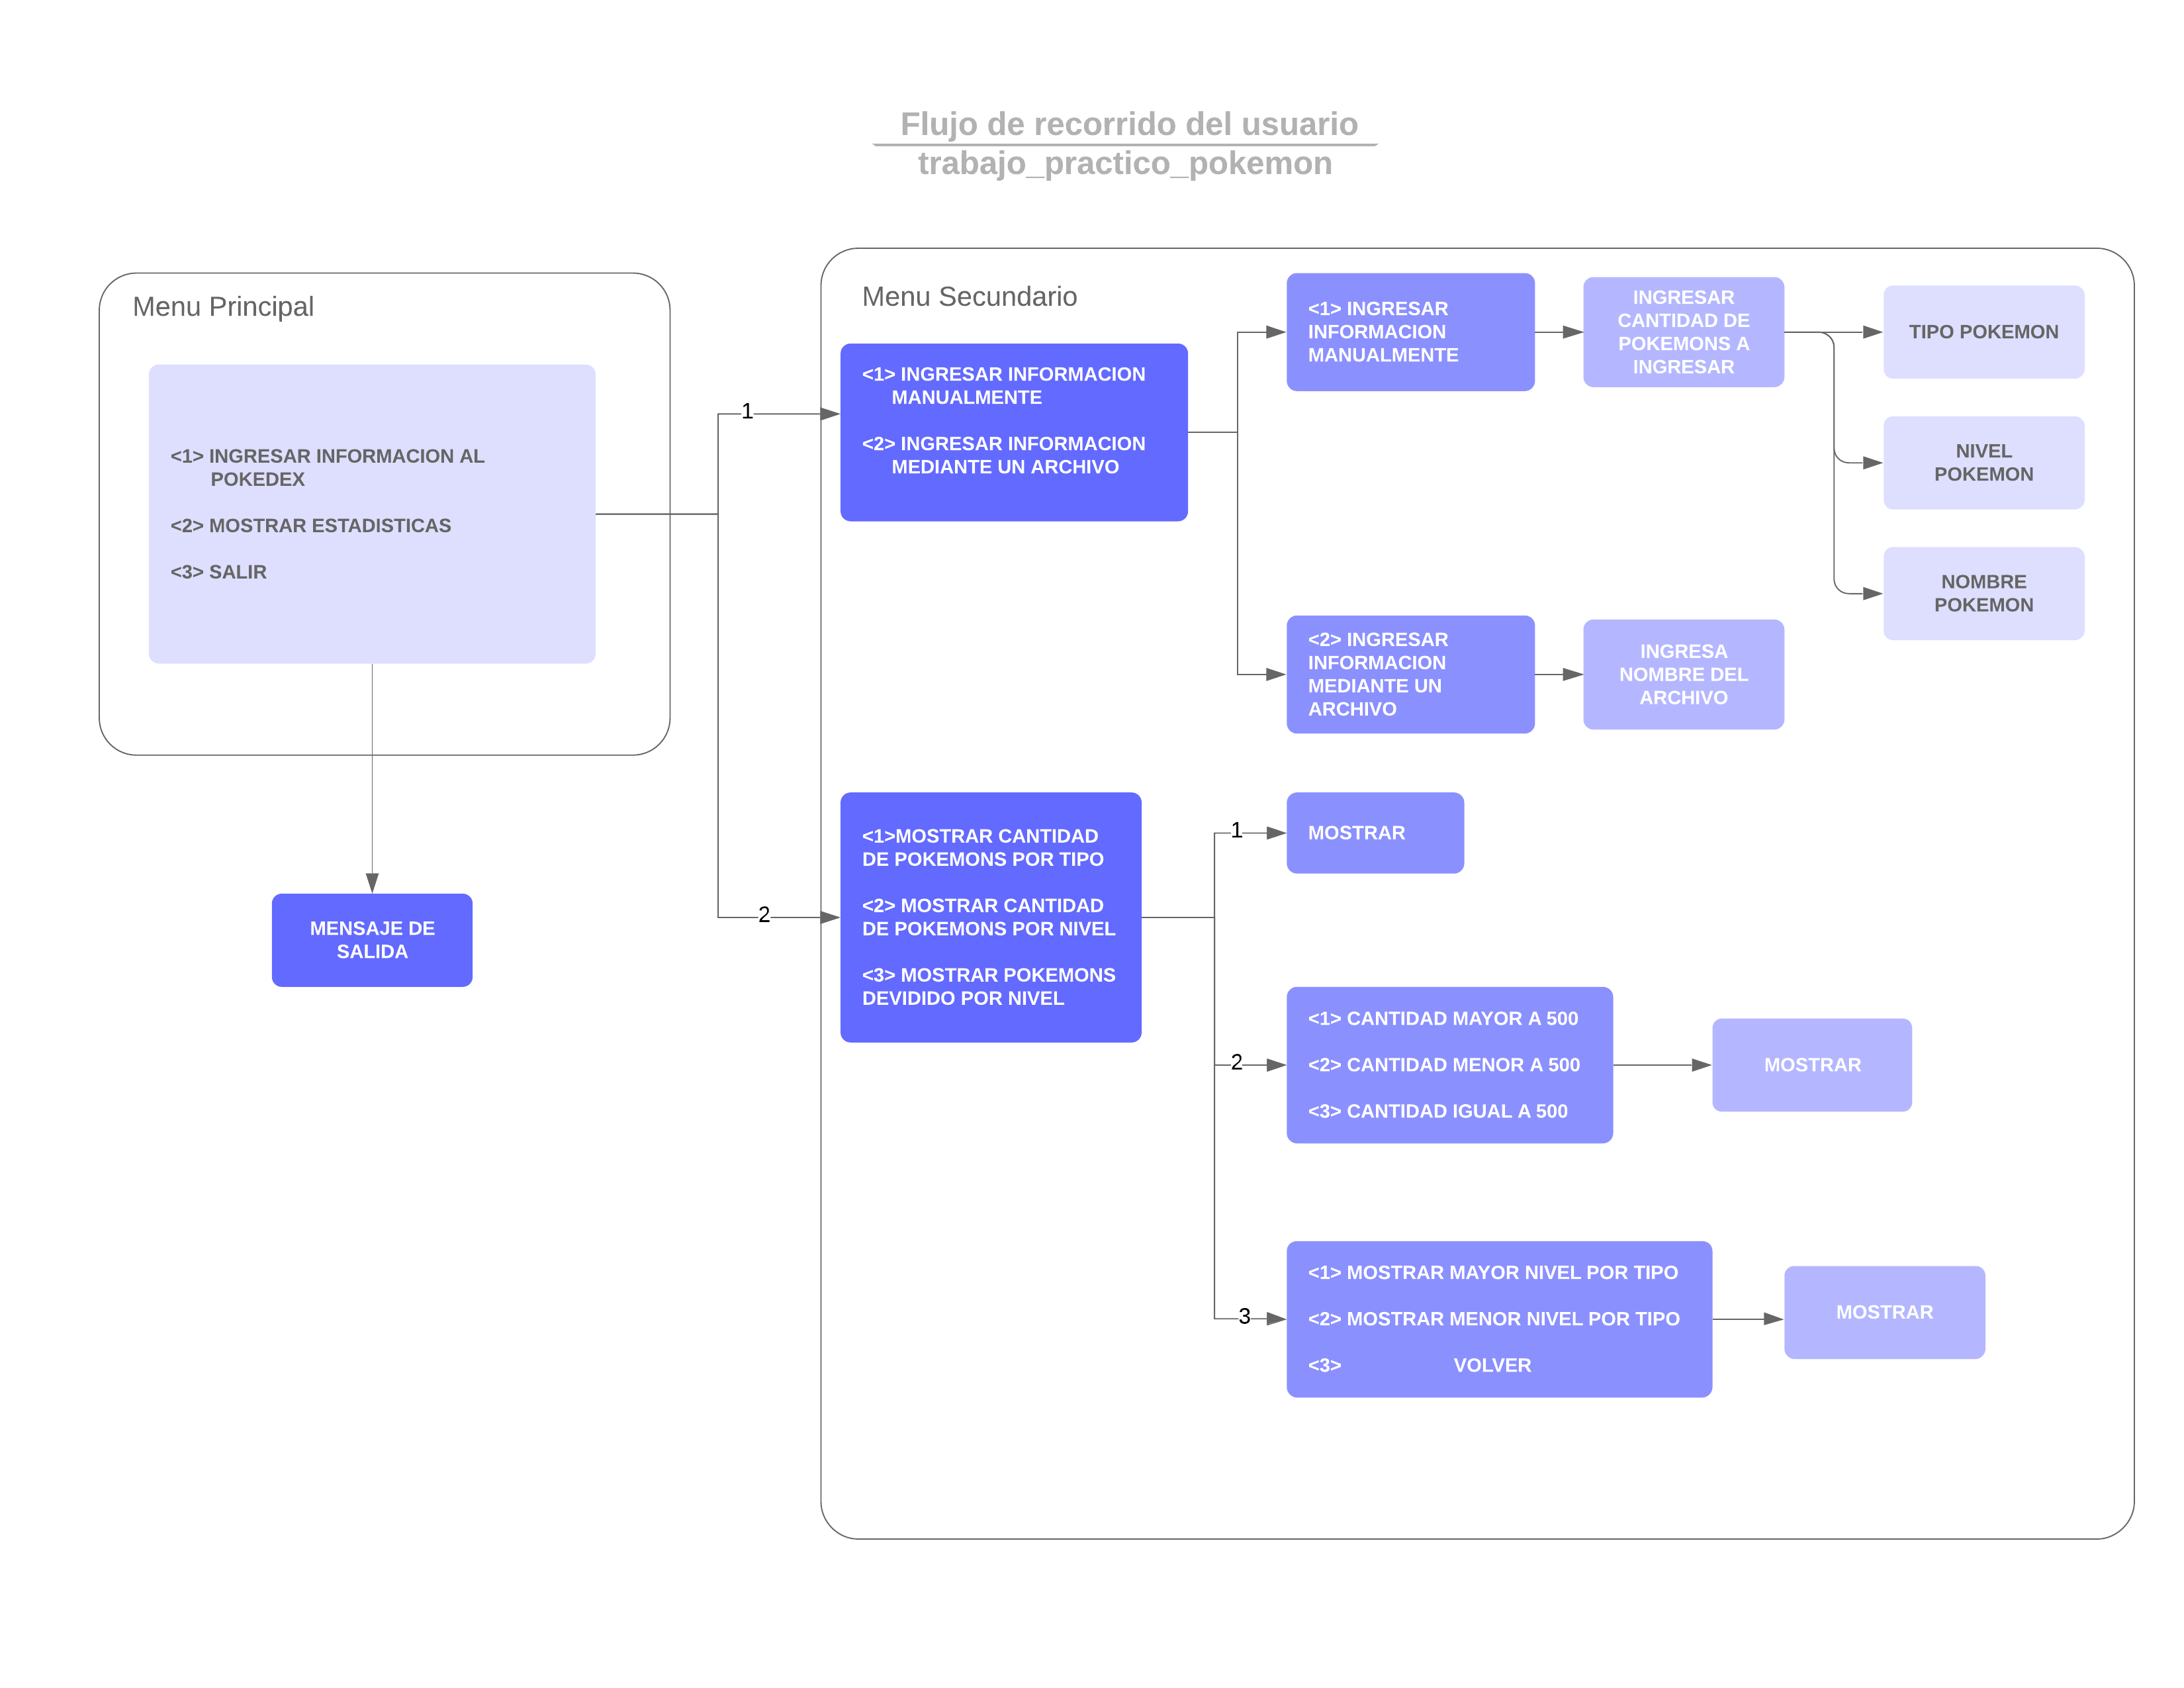 Flujo de recorrido del usuario
trabajo_practico_pokemon
Menu Principal
<1> INGRESAR INFORMACION AL
POKEDEX
<2> MOSTRAR ESTADISTICAS
<3> SALIR
MENSAJE DE
SALIDA
1
2
Menu Secundario
<1> INGRESAR INFORMACION
MANUALMENTE
<2> INGRESAR INFORMACION
MEDIANTE UN ARCHIVO
<1> INGRESAR
INFORMACION
MANUALMENTE
INGRESAR
CANTIDAD DE
POKEMONS A
INGRESAR
TIPO POKEMON
NIVEL
POKEMON
NOMBRE
POKEMON
<2> INGRESAR
INFORMACION
MEDIANTE UN
ARCHIVO
INGRESA
NOMBRE DEL
ARCHIVO
<1>MOSTRAR CANTIDAD
DE POKEMONS POR TIPO
<2> MOSTRAR CANTIDAD
DE POKEMONS POR NIVEL
<3> MOSTRAR POKEMONS
DEVIDIDO POR NIVEL
1
MOSTRAR
2
<1> CANTIDAD MAYOR A 500
<2> CANTIDAD MENOR A 500
<3> CANTIDAD IGUAL A 500
MOSTRAR
3
<1> MOSTRAR MAYOR NIVEL POR TIPO
<2> MOSTRAR MENOR NIVEL POR TIPO
<3> VOLVER
MOSTRAR